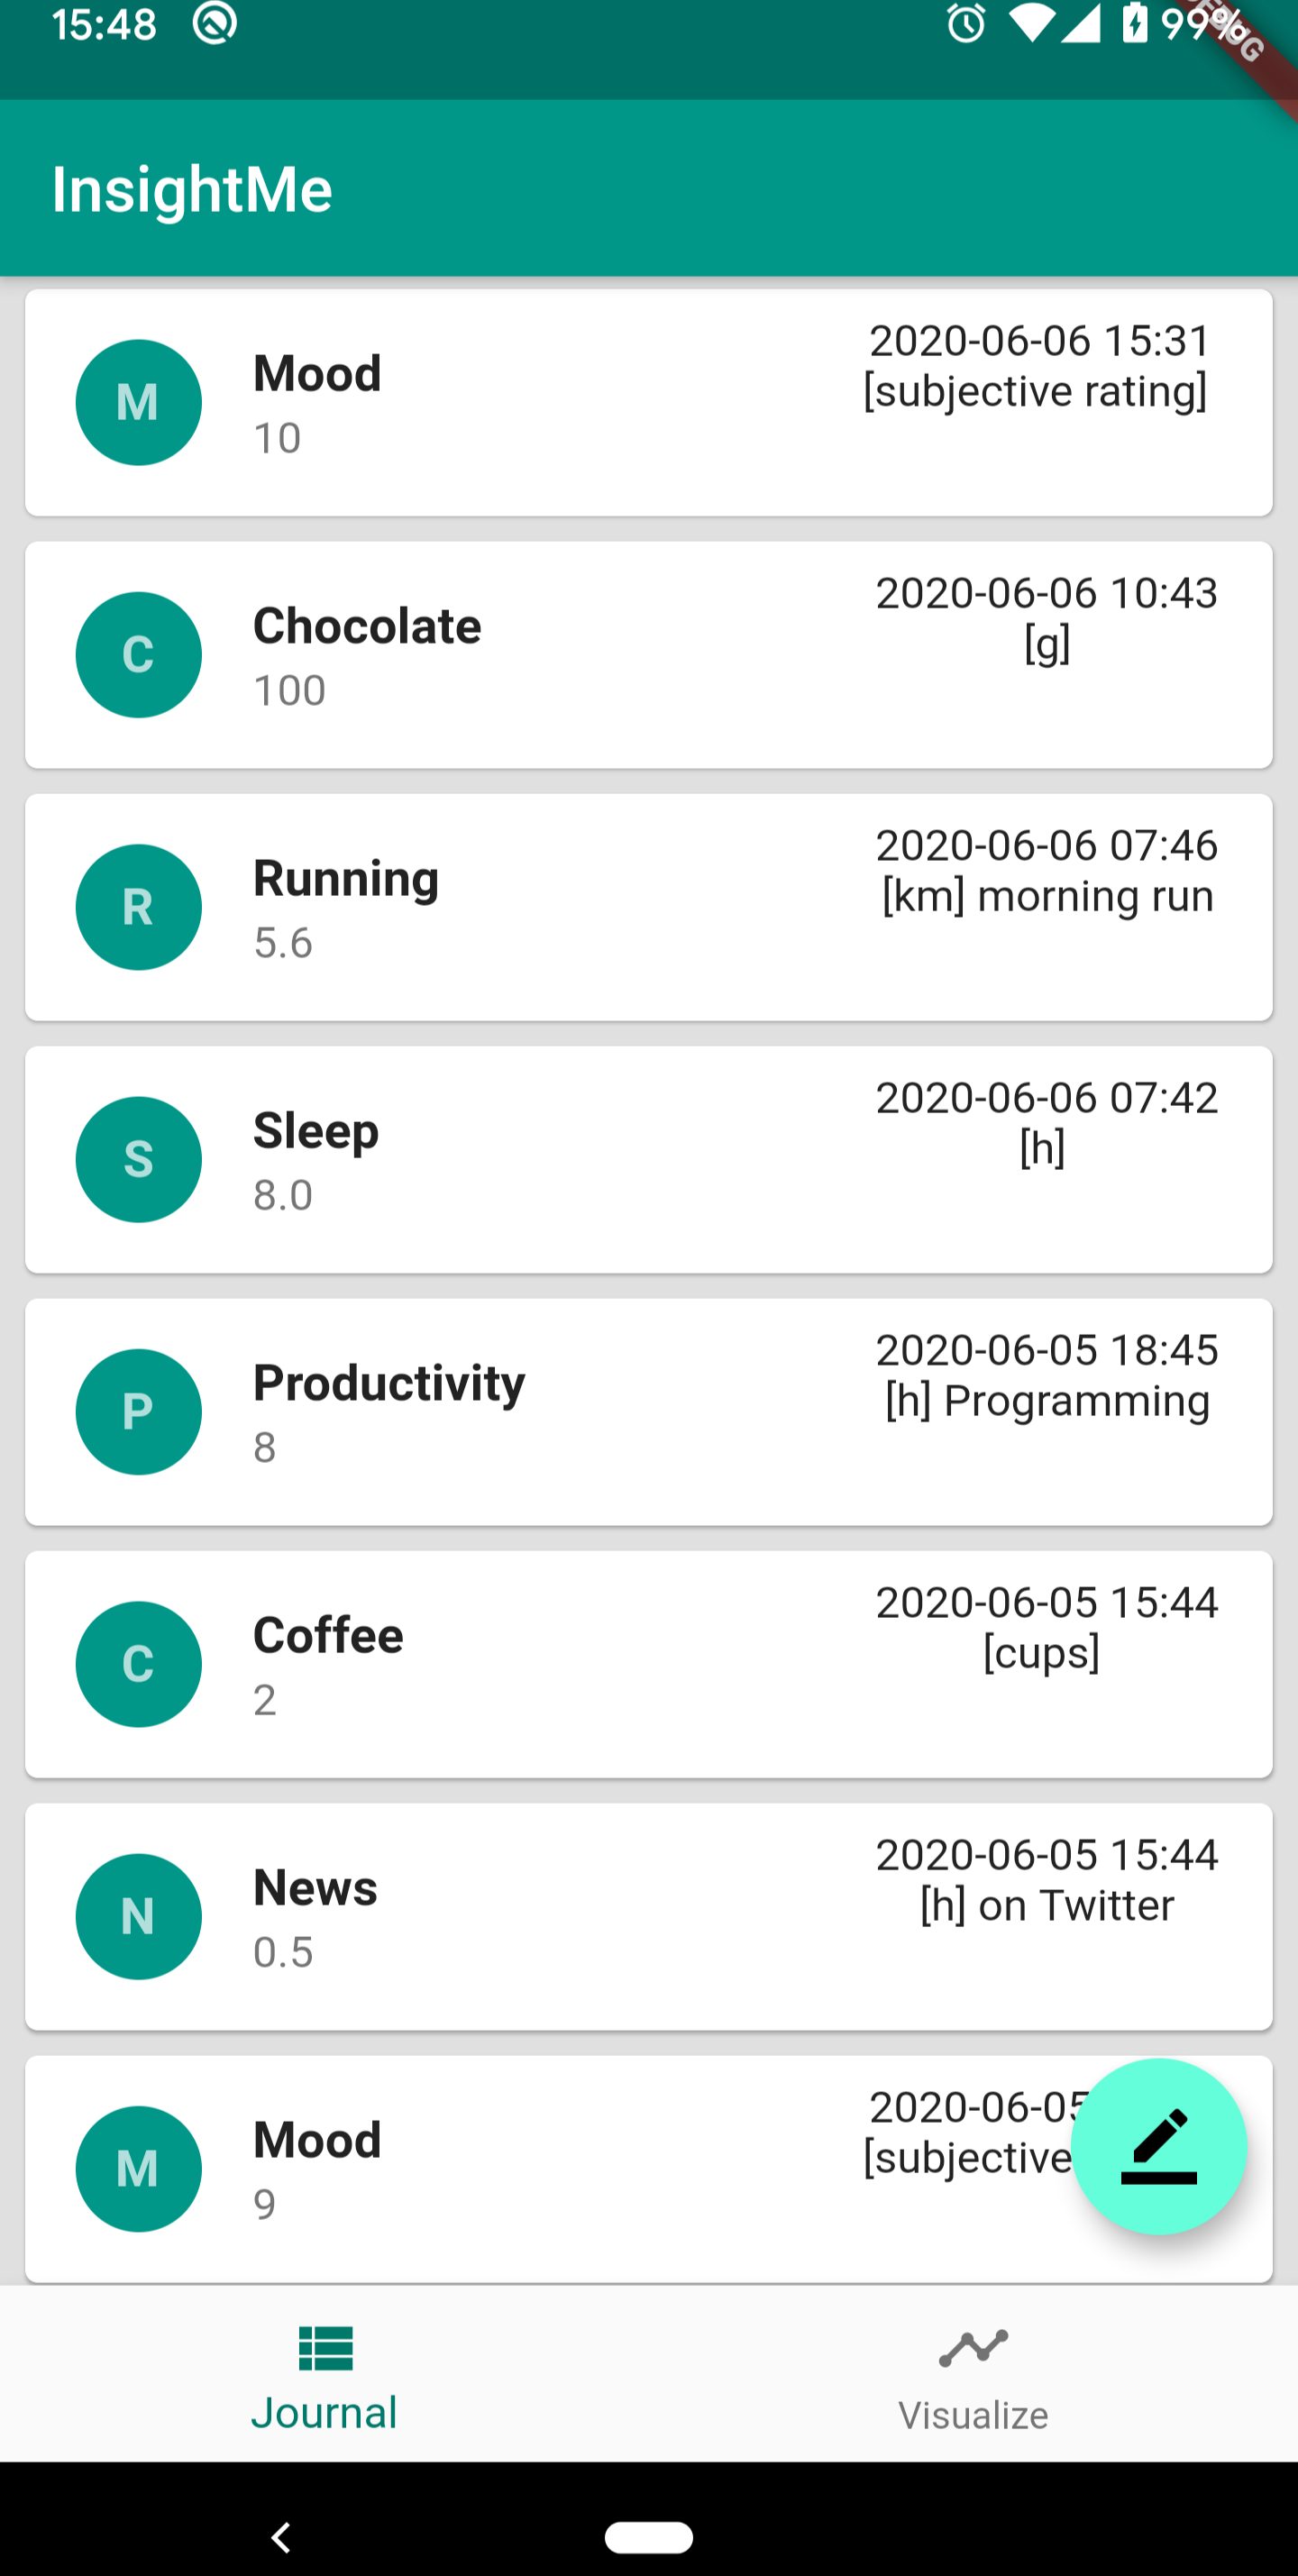 15:48
99%
InsightMe
M
Mood
10
2020-06-06 15:31
[subjective rating]
C
Chocolate
100
2020-06-06 10:43
[g]
R
Running
5.6
2020-06-06 07:46
[km] morning run
S
Sleep
8.0
2020-06-06 07:42
[h]
P
Productivity
8
2020-06-05 18:45
[h] Programming
C
Coffee
2
2020-06-05 15:44
[cups]
N
News
0.5
2020-06-05 15:44
[h] on Twitter
M
Mood
9
2020-06-05
[subjective
Journal
Visualize